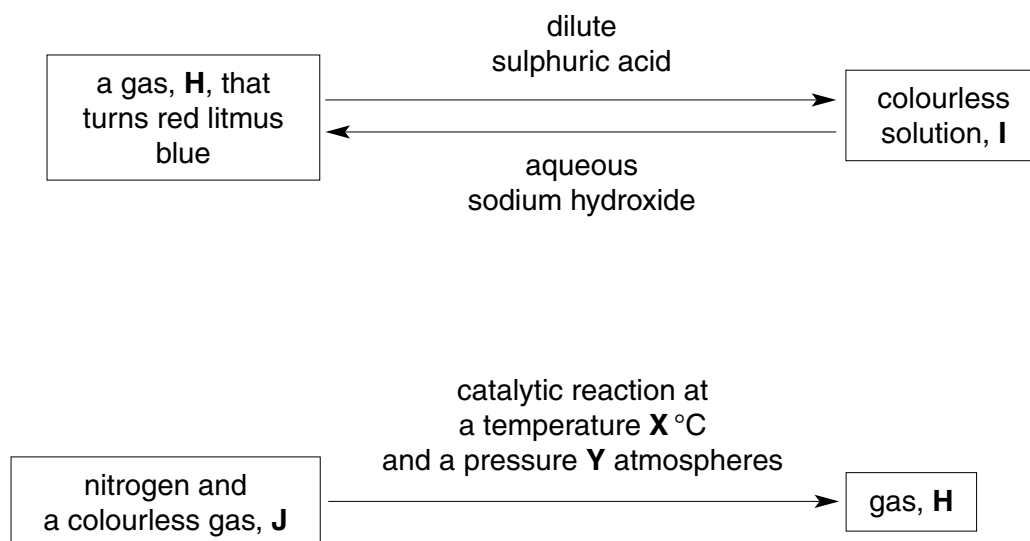 dilute
sulphuric acid
a gas, H, that
turns red litmus
blue
colourless
solution, I
aqueous
sodium hydroxide
catalytic reaction at
a temperature X °C
and a pressure Y atmospheres
nitrogen and
a colourless gas, J
gas, H